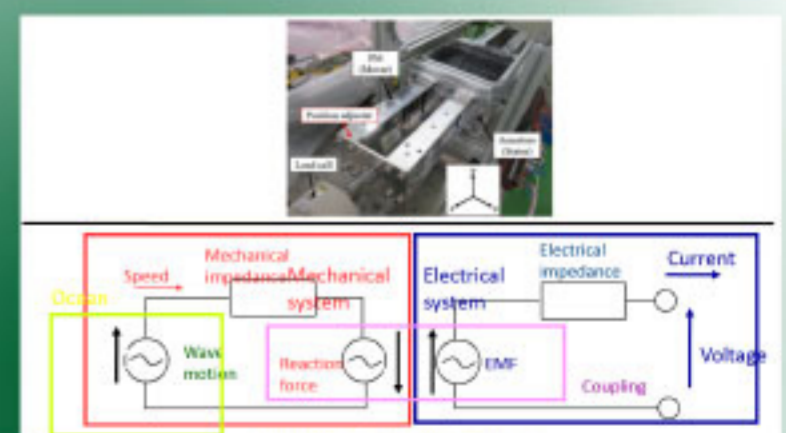 PM
(Mover)
Position adjuster
Load cell
Armature
(Stator)
Mechanical
impedance
Mechanical
system
Speed
Ocean
Wave
motion
Reaction
force
Electrical
system
Electrical
impedance
Current
EMF
Voltage
Coupling